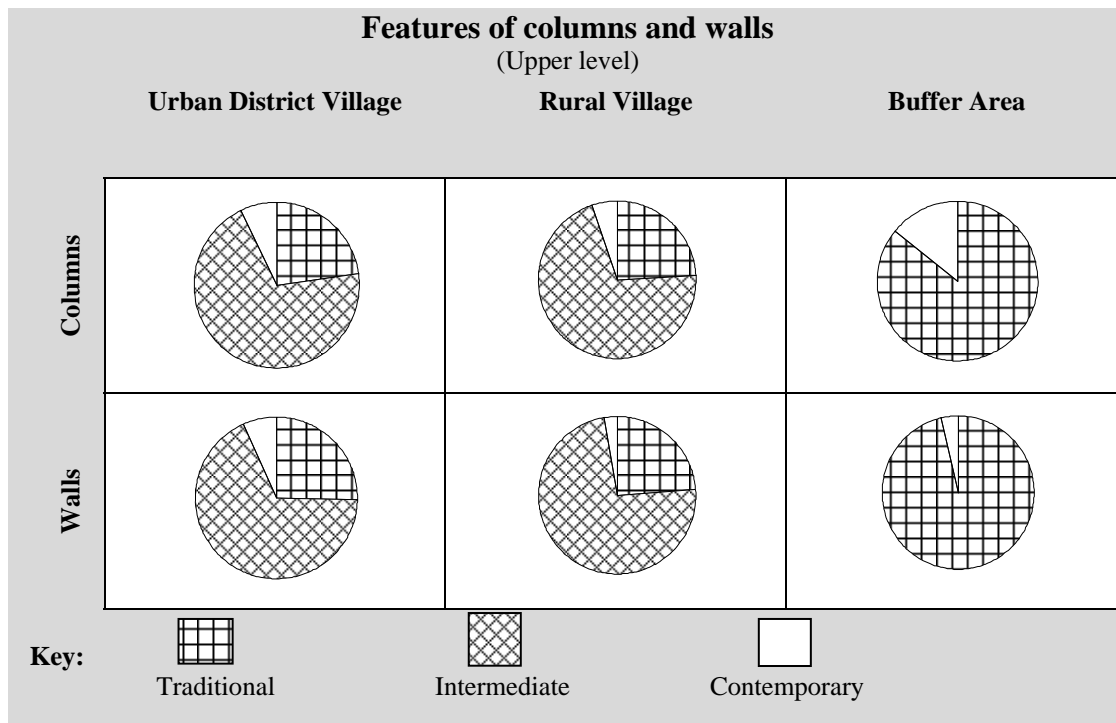 Features of columns and walls
(Upper level)
Urban District Village Rural Village Buffer Area
Columns
Walls
Key:
Traditional Intermediate Contemporary